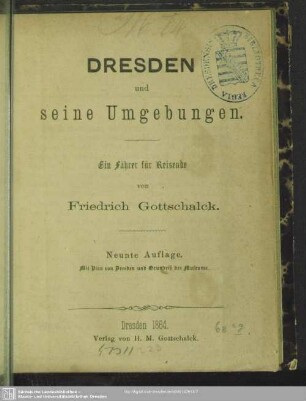 DRESDEN
und
seine Umgebungen.
Ein Führer für Reisende
von
Friedrich Gottschalck.
Neunte Auflage.
Mit Plan von Dresden und Grundriß des Museums.
Dresden 1864.
Verlag von H. M. Gottschalck.